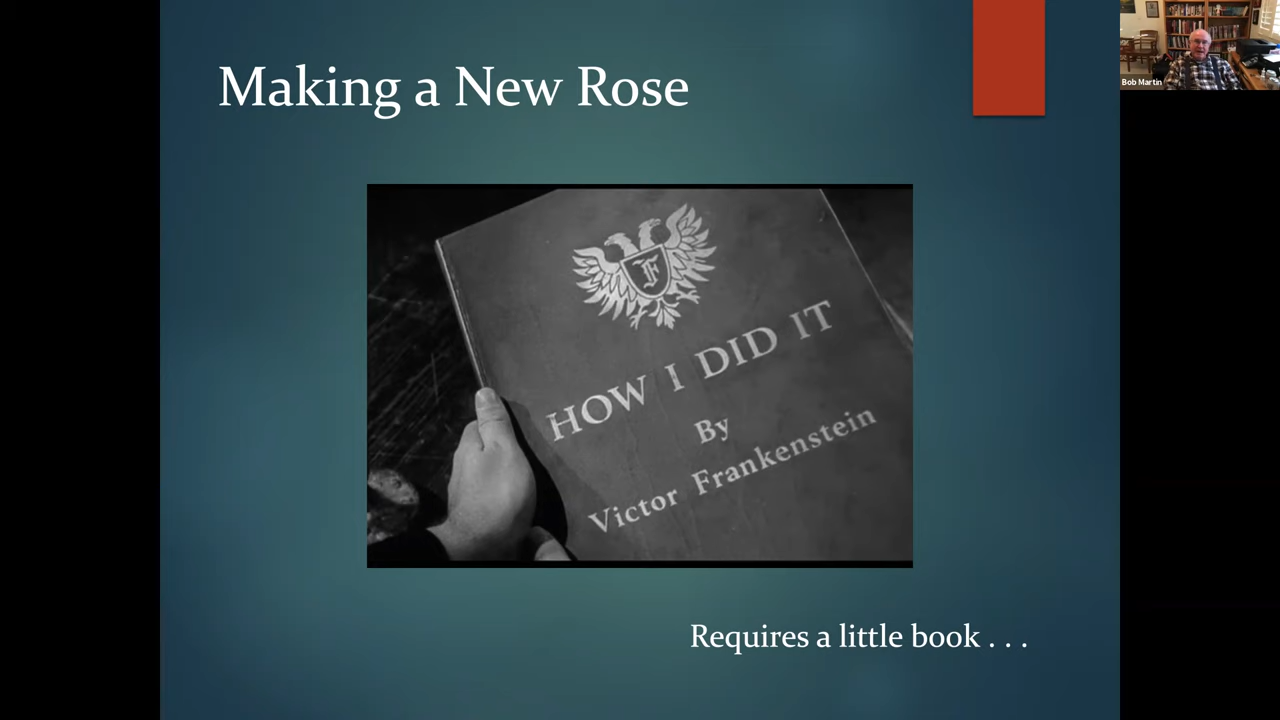 Making a New Rose
Bob Martin
F
HOW I DID IT
By
Victor Frankenstein
Requires a little book . . .